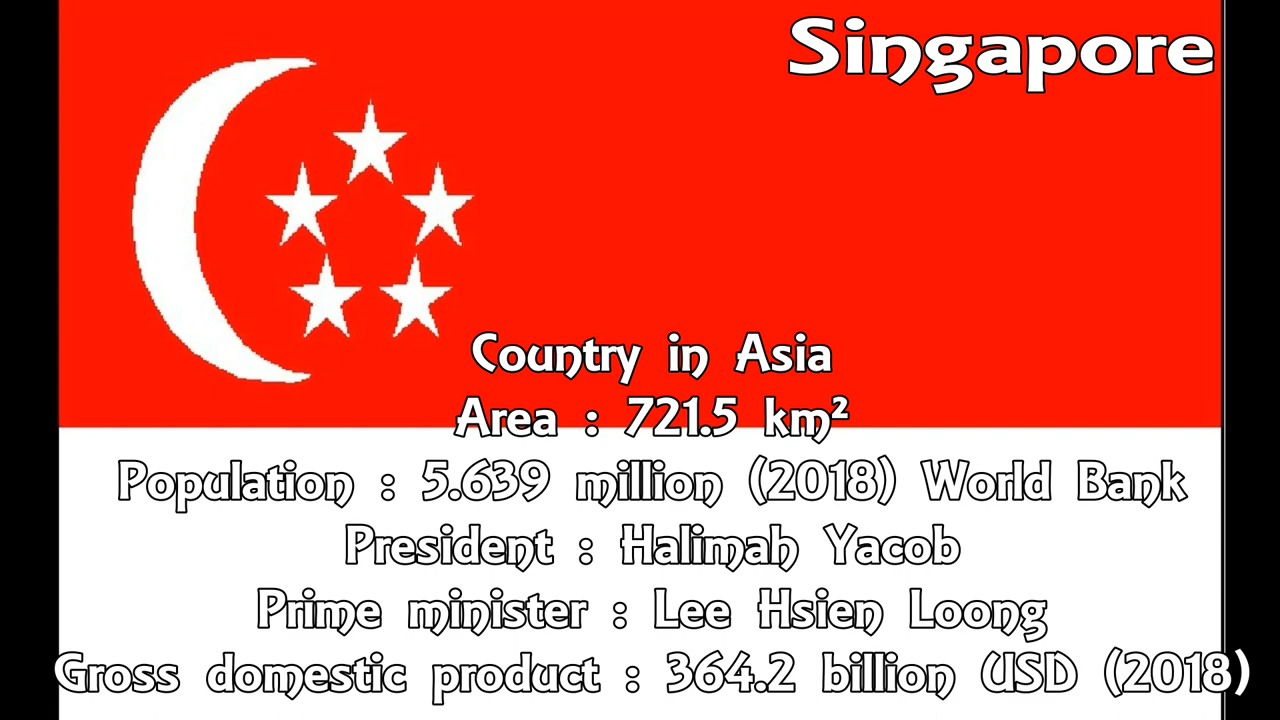 Singapore
Country in Asia
Area : 721.5 km²
Population : 5.639 million (2018) World Bank
President : Halimah Yacob
Prime minister : Lee Hsien Loong
Gross domestic product : 364.2 billion USD (2018)